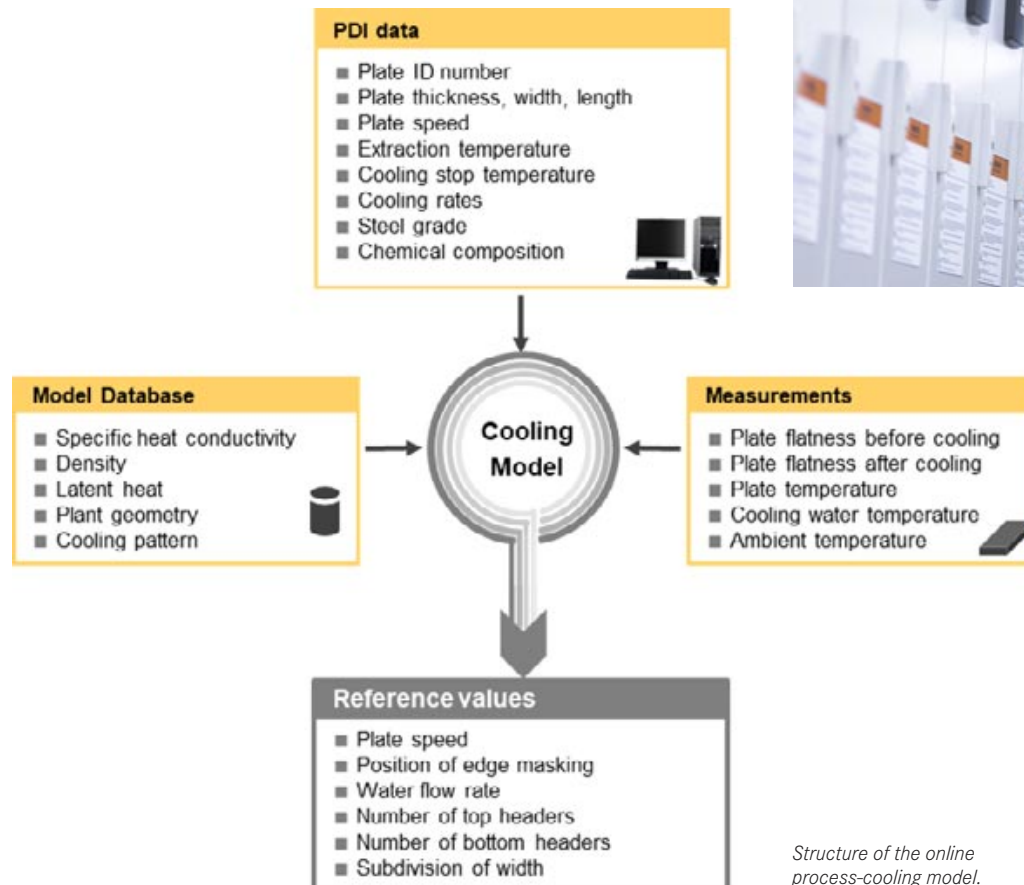 PDI data
■ Plate ID number
■ Plate thickness, width, length
■ Plate speed
■ Extraction temperature
■ Cooling stop temperature
■ Cooling rates
■ Steel grade
■ Chemical composition
Model Database
■ Specific heat conductivity
■ Density
■ Latent heat
■ Plant geometry
■ Cooling pattern
Cooling
Model
Measurements
■ Plate flatness before cooling
■ Plate flatness after cooling
■ Plate temperature
■ Cooling water temperature
■ Ambient temperature
Reference values
■ Plate speed
■ Position of edge masking
■ Water flow rate
■ Number of top headers
■ Number of bottom headers
■ Subdivision of width
Structure of the online
process-cooling model.